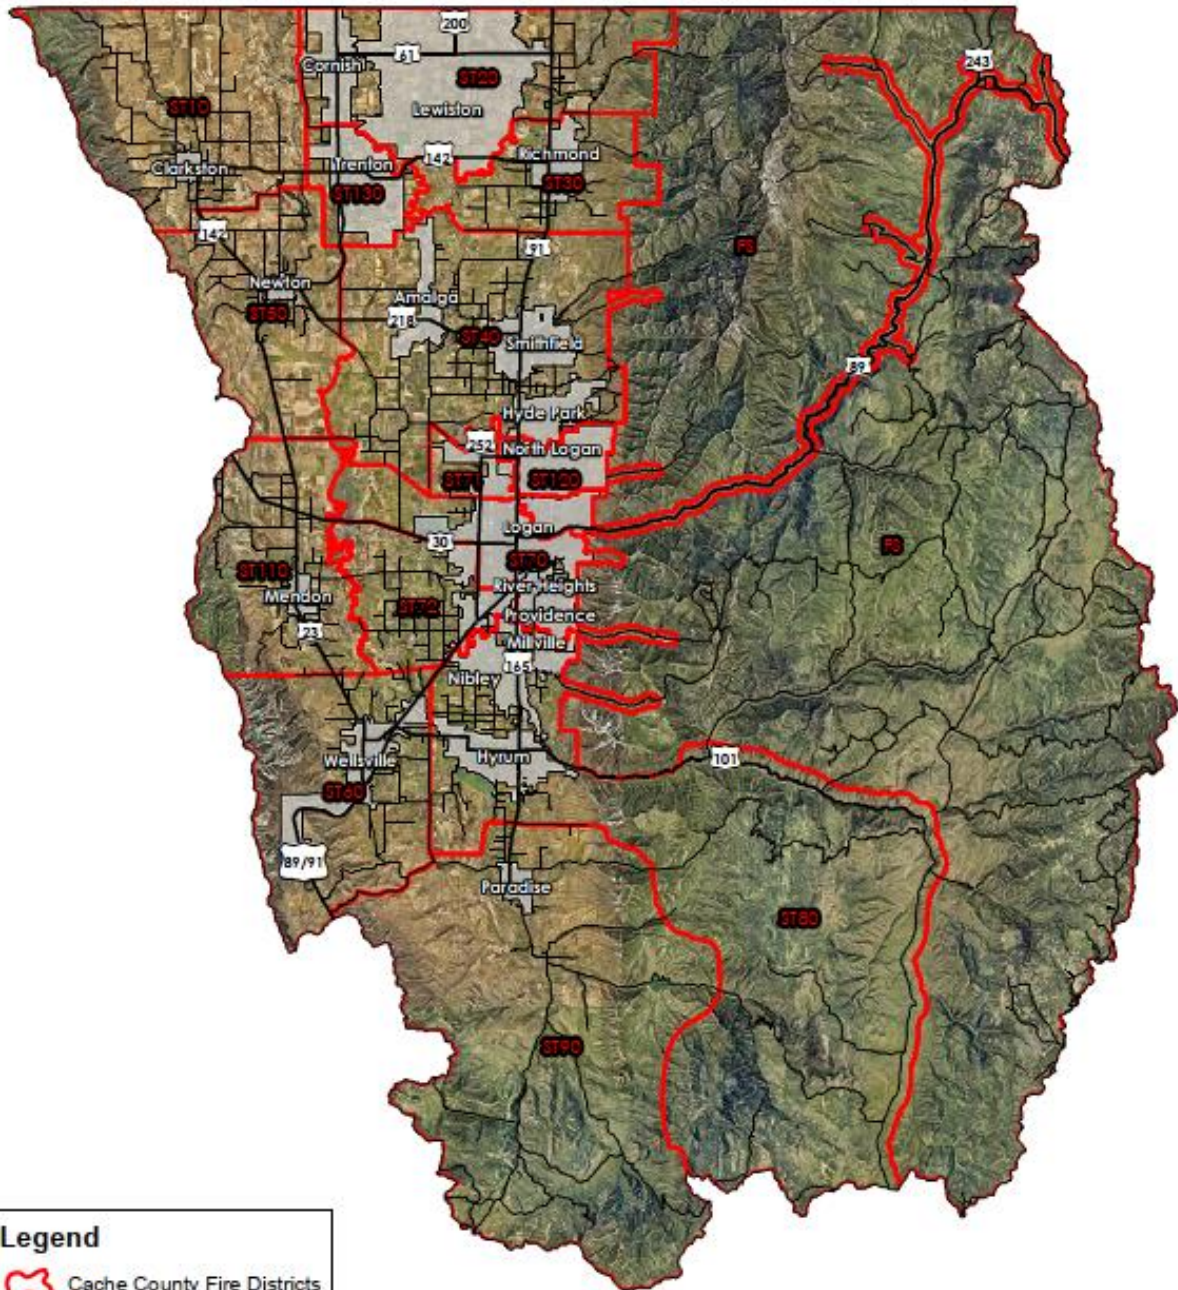 200
61
243
Cornish
ST20
Lewiston
ST10
142
Richmond
Trenton
Clarkston
ST30
ST130
142
91
FS
Newton
Amalga
ST50
218
ST40
Smithfield
89
Hyde Park
252
North Logan
ST71
ST120
Logan
30
FS
ST70
ST110
River Heights
Mendon
ST72
Providence
23
Millville
165
Nibley
Hyrum
101
Wellsville
ST60
89/91
Paradise
ST80
ST90
Legend
Cache County Fire Districts